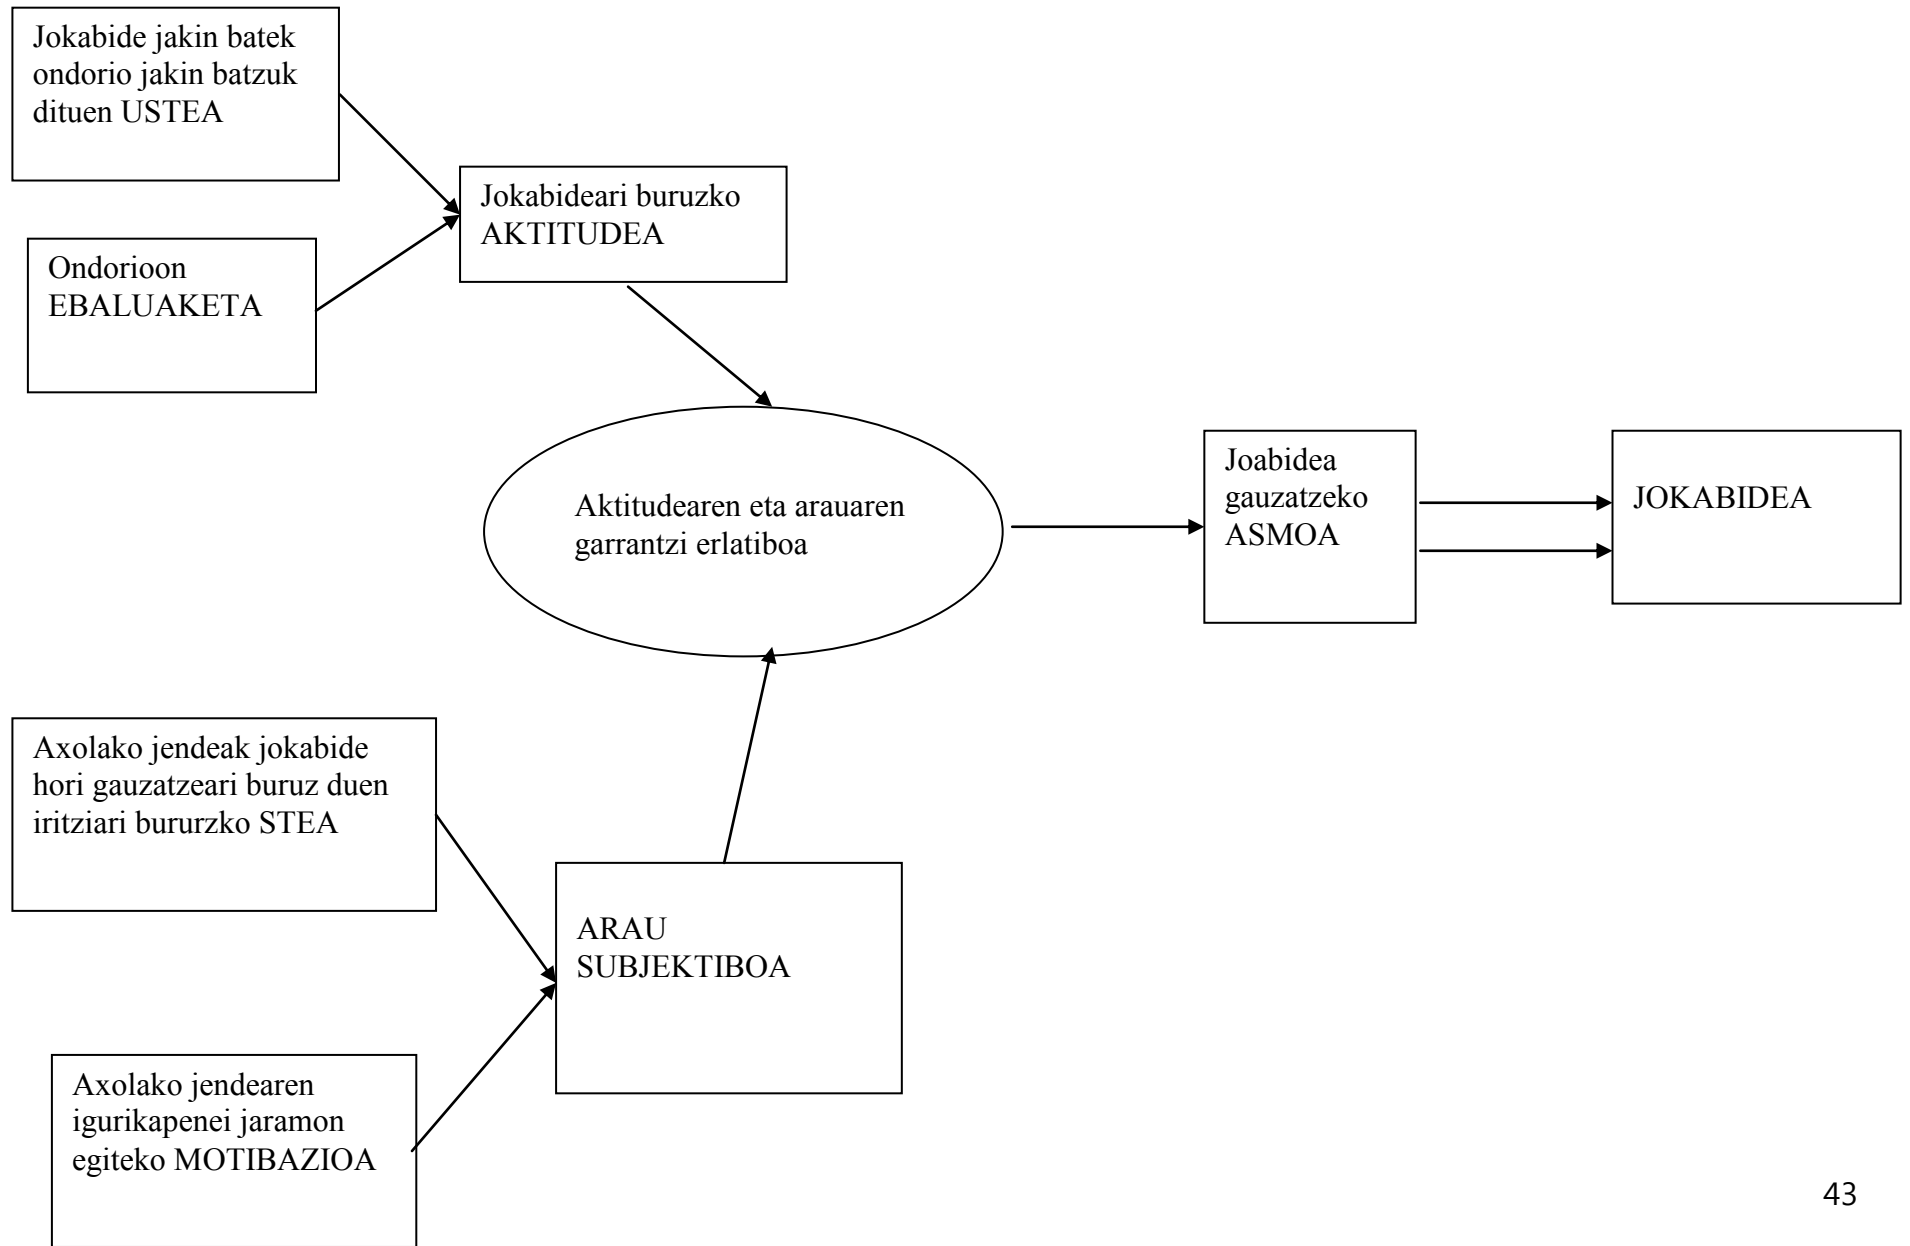 Jokabide jakin batek
ondorio jakin batzuk
dituen USTEA
Jokabideari buruzko
AKTITUDEA
Ondorioon
EBALUAKETA
Aktitudearen eta arauaren
garrantzi erlatiboa
Joabidea
gauzatzeko
ASMOA
JOKABIDEA
Axolako jendeak jokabide
hori gauzatzeari buruz duen
iritziari bururzko STEA
ARAU
SUBJEKTIBOA
Axolako jendearen
igurikapenei jaramon
egiteko MOTIBAZIOA
43